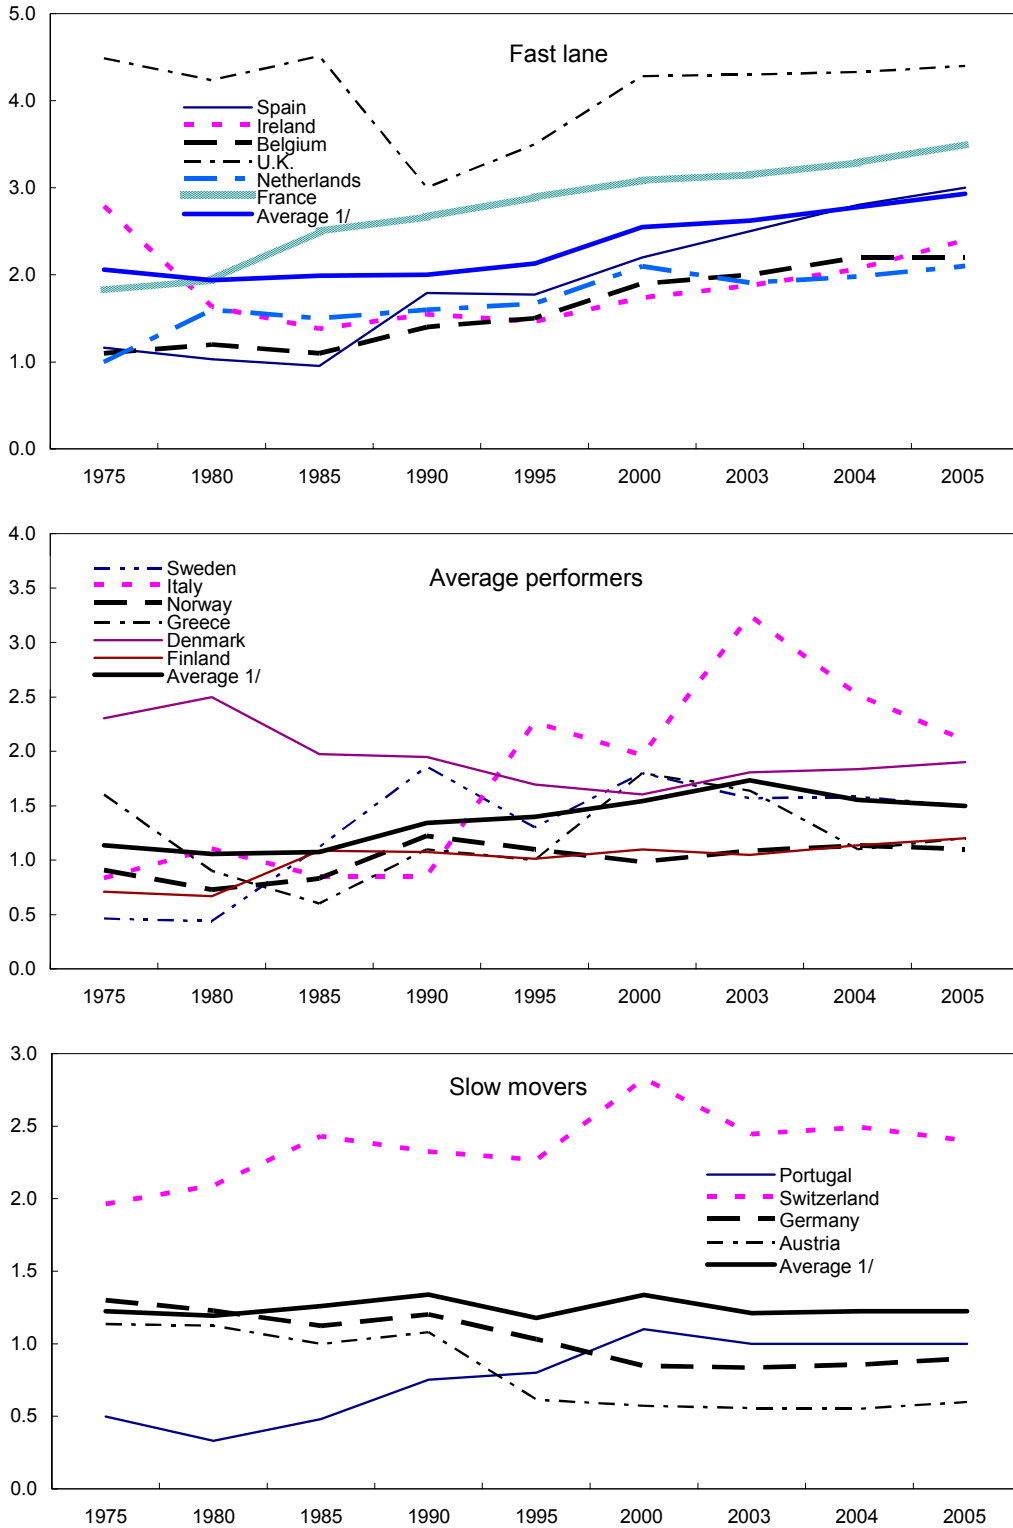 5.0
Fast lane
4.0
Spain
Ireland
Belgium
U.K.
Netherlands
France
Average 1/
3.0
2.0
1.0
0.0
1975 1980 1985 1990 1995 2000 2003 2004 2005
4.0
Average performers
Sweden
Italy
Norway
Greece
Denmark
Finland
Average 1/
3.5
3.0
2.5
2.0
1.5
1.0
0.5
0.0
1975 1980 1985 1990 1995 2000 2003 2004 2005
3.0
Slow movers
2.5
Portugal
Switzerland
Germany
Austria
Average 1/
2.0
1.5
1.0
0.5
0.0
1975 1980 1985 1990 1995 2000 2003 2004 2005